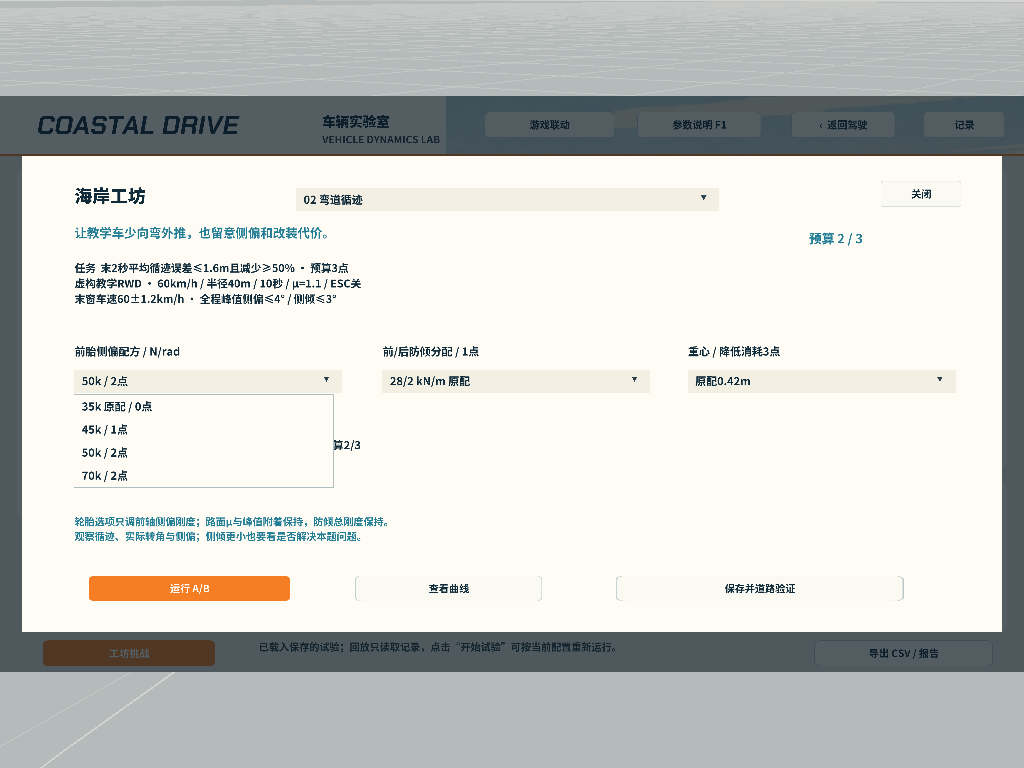 COASTAL DRIVE
车辆实验室
VEHICLE DYNAMICS LAB
游戏联动
参数说明 F1
‹ 返回驾驶
记录
海岸工坊
02 弯道循迹
关闭
让教学车少向弯外推，也留意侧偏和改装代价。
预算 2 / 3
任务 末2秒平均循迹误差≤1.6m且减少≥50% · 预算3点
虚构教学RWD · 60km/h / 半径40m / 10秒 / μ=1.1 / ESC关
末窗车速60±1.2km/h · 全程峰值侧偏≤4° / 侧倾≤3°
前胎侧偏配方 / N/rad
前/后防倾分配 / 1点
重心 / 降低消耗3点
50k / 2点
28/2 kN/m 原配
原配0.42m
35k 原配 / 0点
45k / 1点
算2/3
50k / 2点
70k / 2点
轮胎选项只调前轴侧偏刚度；路面μ与峰值附着保持，防倾总刚度保持。
观察循迹、实际转角与侧偏；侧倾更小也要看是否解决本题问题。
运行 A/B
查看曲线
保存并道路验证
工坊挑战
已载入保存的试验；回放只读取记录，点击“开始试验”可按当前配置重新运行。
导出 CSV / 报告